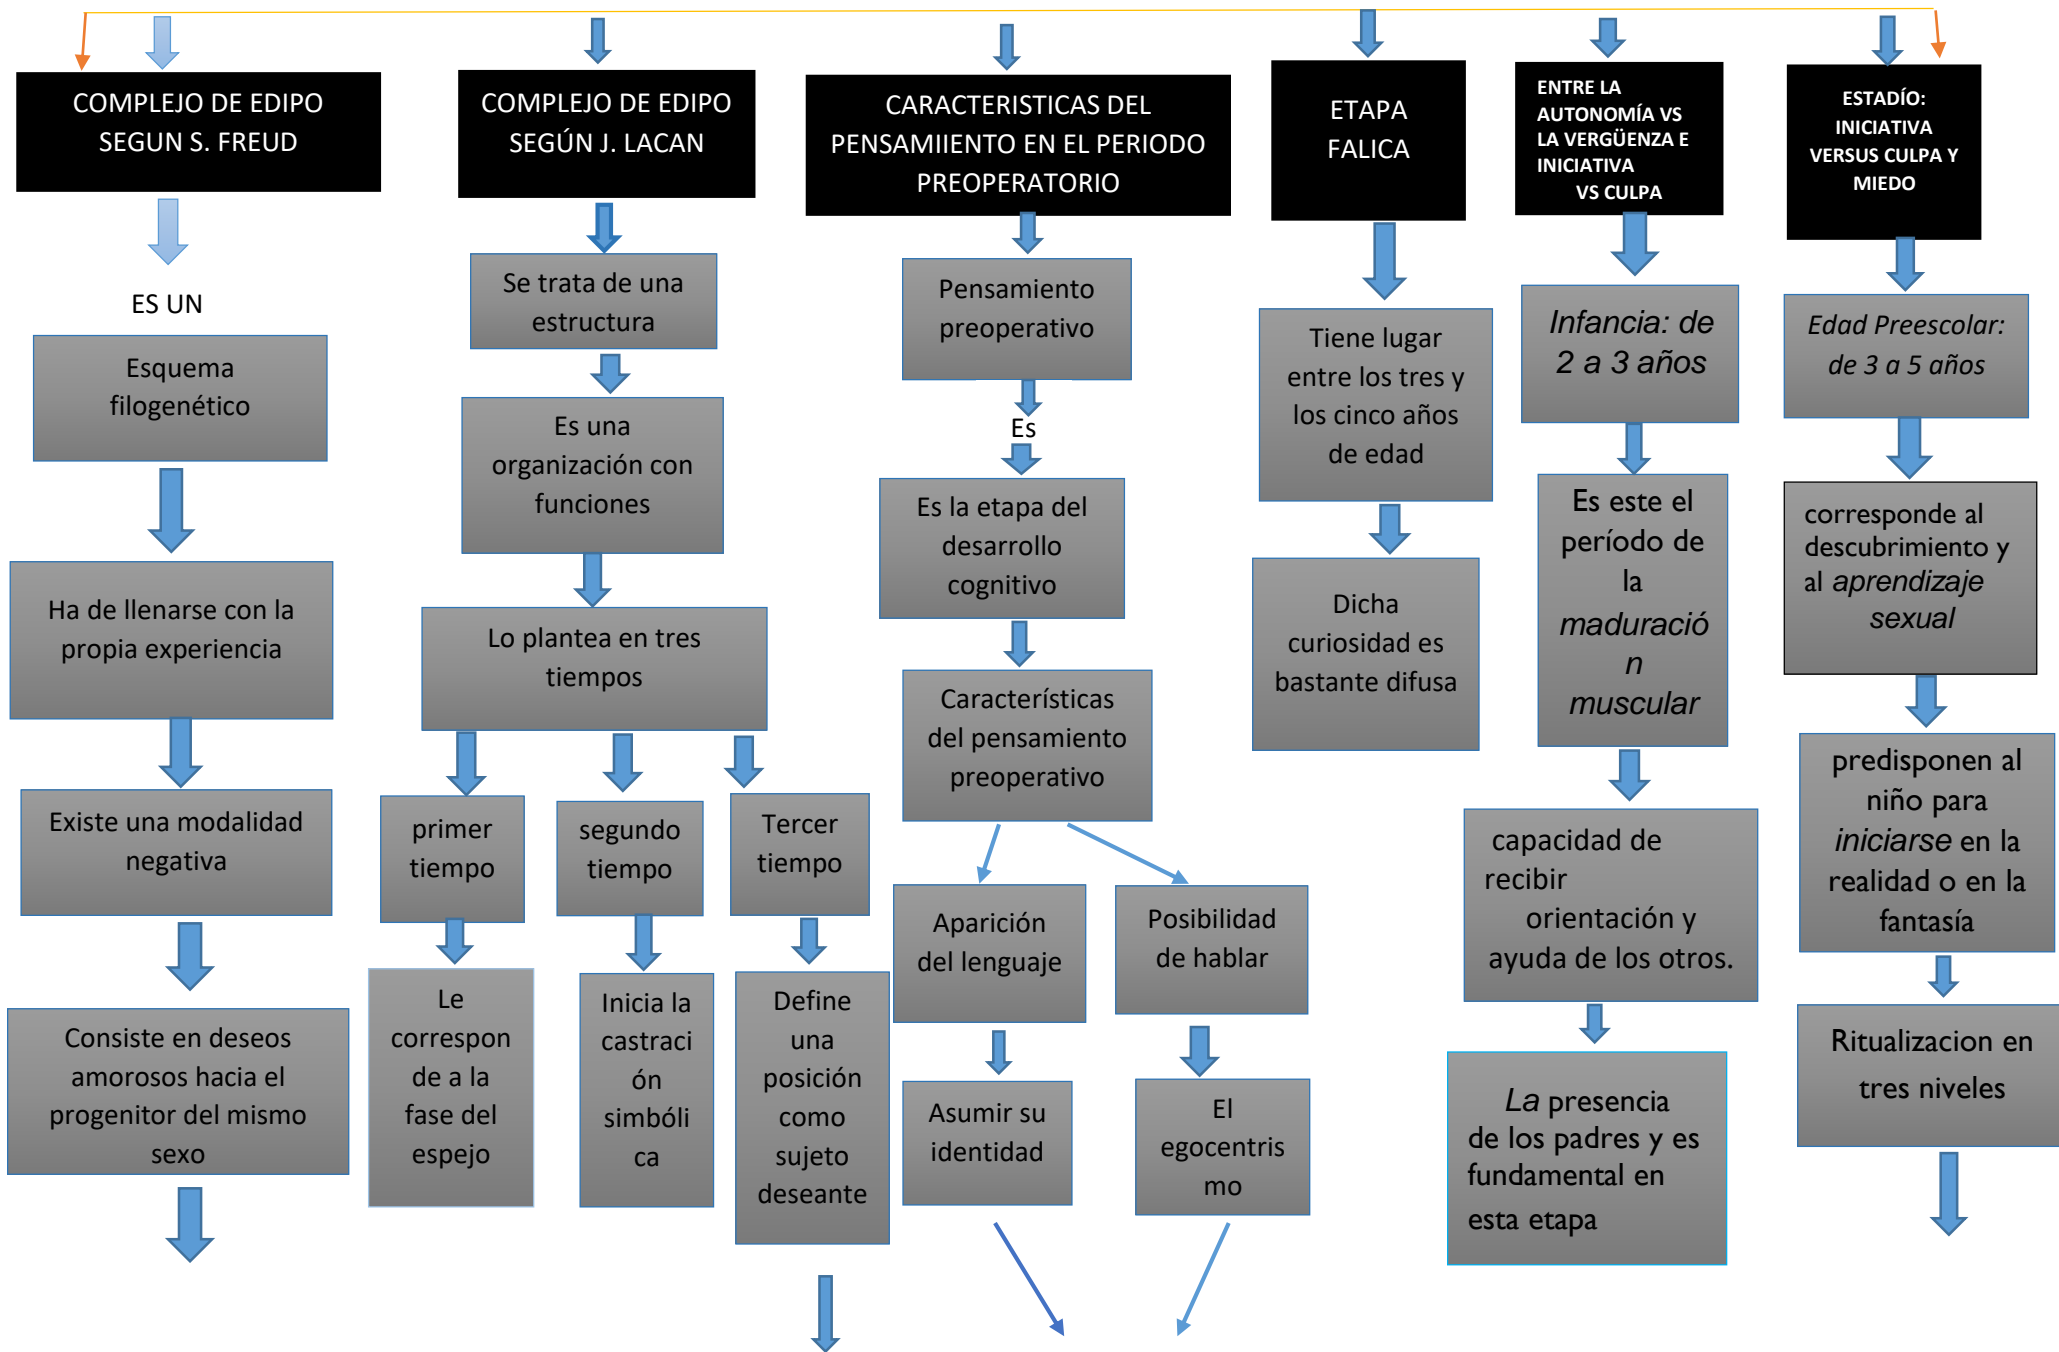 COMPLEJO DE EDIPO
SEGUN S. FREUD
ES UN
Esquema
filogenético
Ha de llenarse con la
propia experiencia
Existe una modalidad
negativa
Consiste en deseos
amorosos hacia el
progenitor del mismo
sexo
COMPLEJO DE EDIPO
SEGÚN J. LACAN
Se trata de una
estructura
Es una
organización con
funciones
Lo plantea en tres
tiempos
primer
tiempo
Le
correspon
de a la
fase del
espejo
segundo
tiempo
Inicia la
castraci
ón
simbóli
ca
Tercer
tiempo
Define
una
posición
como
sujeto
deseante
CARACTERISTICAS DEL
PENSAMIIENTO EN EL PERIODO
PREOPERATORIO
Pensamiento
preoperativo
Es
Es la etapa del
desarrollo
cognitivo
Características
del pensamiento
preoperativo
Aparición
del lenguaje
Asumir su
identidad
Posibilidad
de hablar
El
egocentris
mo
ETAPA
FALICA
Tiene lugar
entre los tres y
los cinco años
de edad
Dicha
curiosidad es
bastante difusa
ENTRE LA
AUTONOMÍA VS
LA VERGÜENZA E
INICIATIVA
VS CULPA
Infancia: de
2 a 3 años
Es este el
período de
la
maduració
n
muscular
capacidad de
recibir
orientación y
ayuda de los otros.
La presencia
de los padres y es
fundamental en
esta etapa
ESTADÍO:
INICIATIVA
VERSUS CULPA Y
MIEDO
Edad Preescolar:
de 3 a 5 años
corresponde al
descubrimiento y
al aprendizaje
sexual
predisponen al
niño para
iniciarse en la
realidad o en la
fantasía
Ritualizacion en
tres niveles